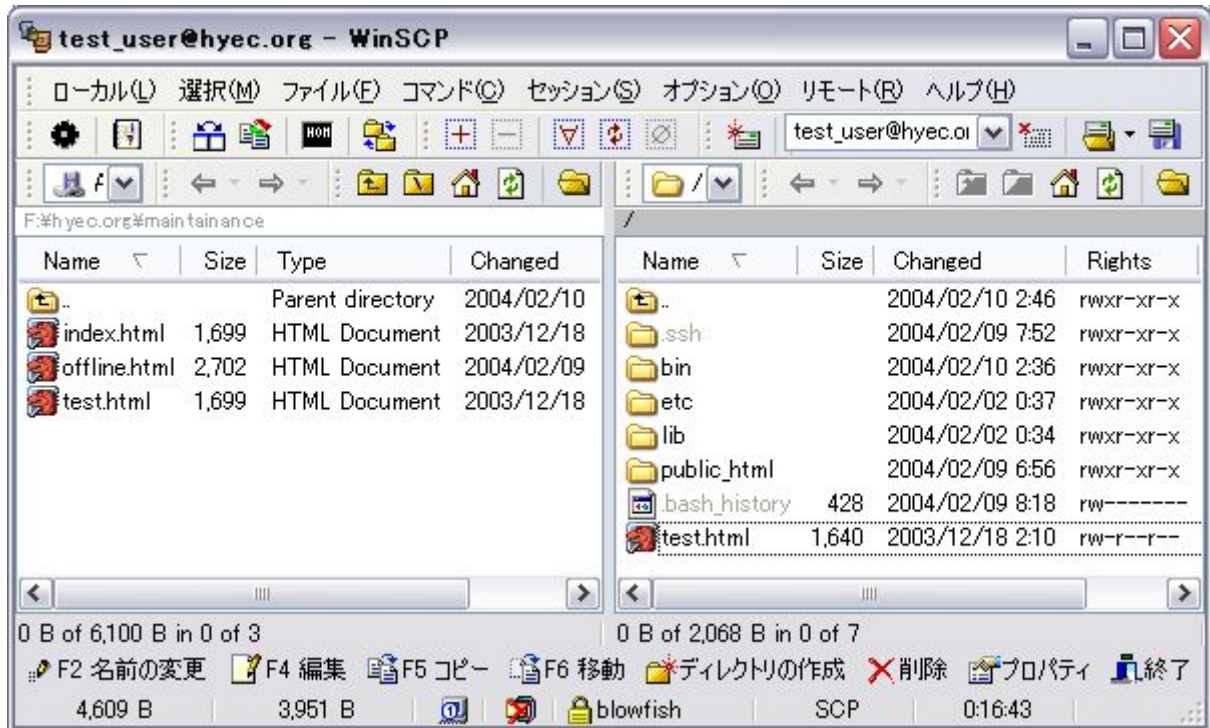 test_user@hyec.org - WinSCP
ローカル(L) 選択(M) ファイル(F) コマンド(C) セッション(S) オプション(O) リモート(R) ヘルプ(H)
test_user@hyec.or
F /
F:¥hyec.org¥maintainance /
Name Size Type Changed Name Size Changed Rights
.. Parent directory 2004/02/10 .. 2004/02/10 2:46 rwxr-xr-x
index.html 1,699 HTML Document 2003/12/18 .ssh 2004/02/09 7:52 rwxr-xr-x
offline.html 2,702 HTML Document 2004/02/09 bin 2004/02/10 2:36 rwxr-xr-x
test.html 1,699 HTML Document 2003/12/18 etc 2004/02/02 0:37 rwxr-xr-x
lib 2004/02/02 0:34 rwxr-xr-x
public_html 2004/02/09 6:56 rwxr-xr-x
.bash_history 428 2004/02/09 8:18 rw-------
test.html 1,640 2003/12/18 2:10 rw-r--r--
0 B of 6,100 B in 0 of 3 0 B of 2,068 B in 0 of 7
F2 名前の変更 F4 編集 F5 コピー F6 移動 ディレクトリの作成 削除 プロパティ 終了
4,609 B 3,951 B blowfish SCP 0:16:43